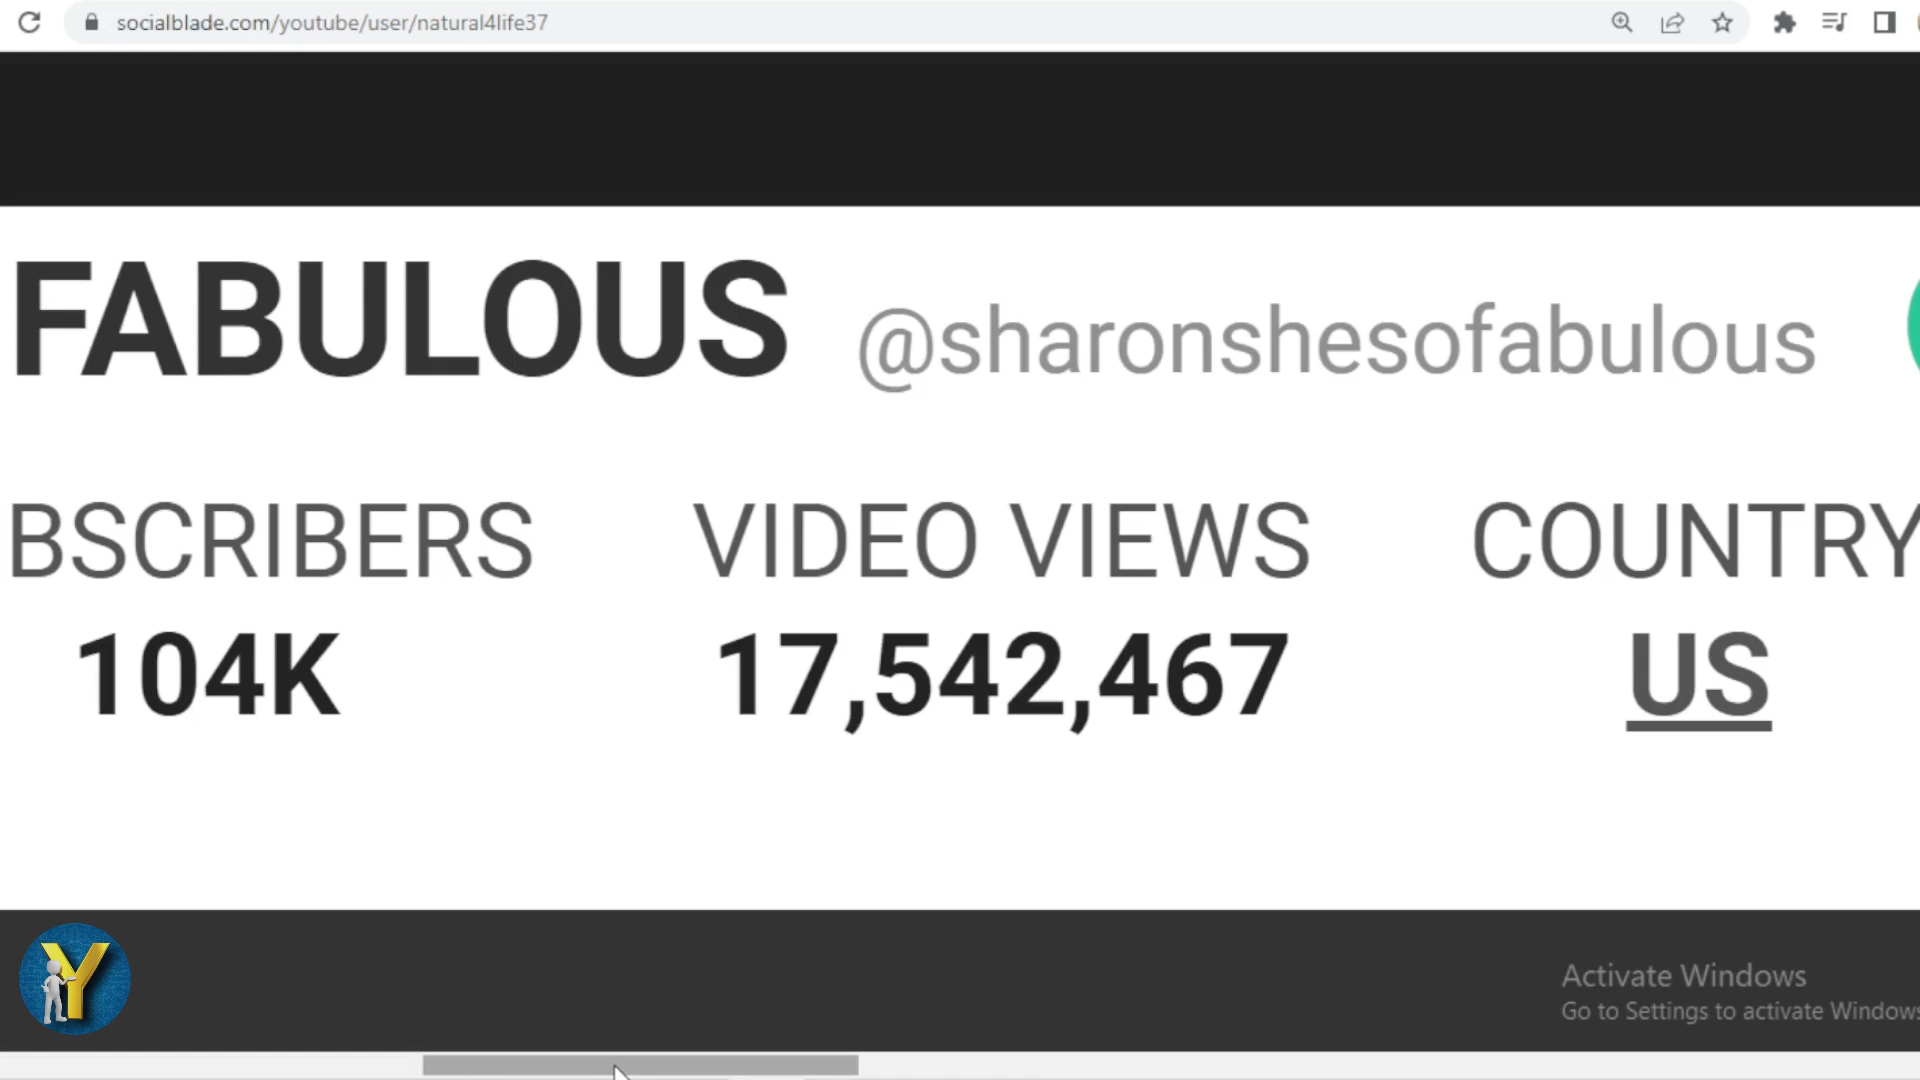 socialblade.com/youtube/user/natural4life37
FABULOUS @sharonshesofabulous
BSCRIBERS VIDEO VIEWS COUNTRY
104K 17,542,467 US
Y
Activate Windows
Go to Settings to activate Windows